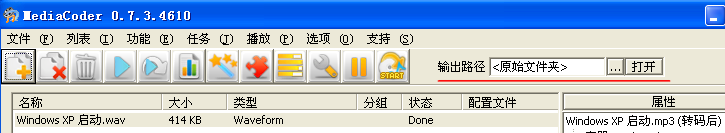 MediaCoder 0.7.3.4610
文件 (F) 列表 (I) 功能 (E) 任务 (J) 播放 (P) 选项 (O) 支持 (S)
START 输出路径 <原始文件夹> ... 打开
名称 大小 类型 分组 状态 配置文件 属性
Windows XP 启动.wav 414 KB Waveform Done Windows XP 启动.mp3 (转码后)